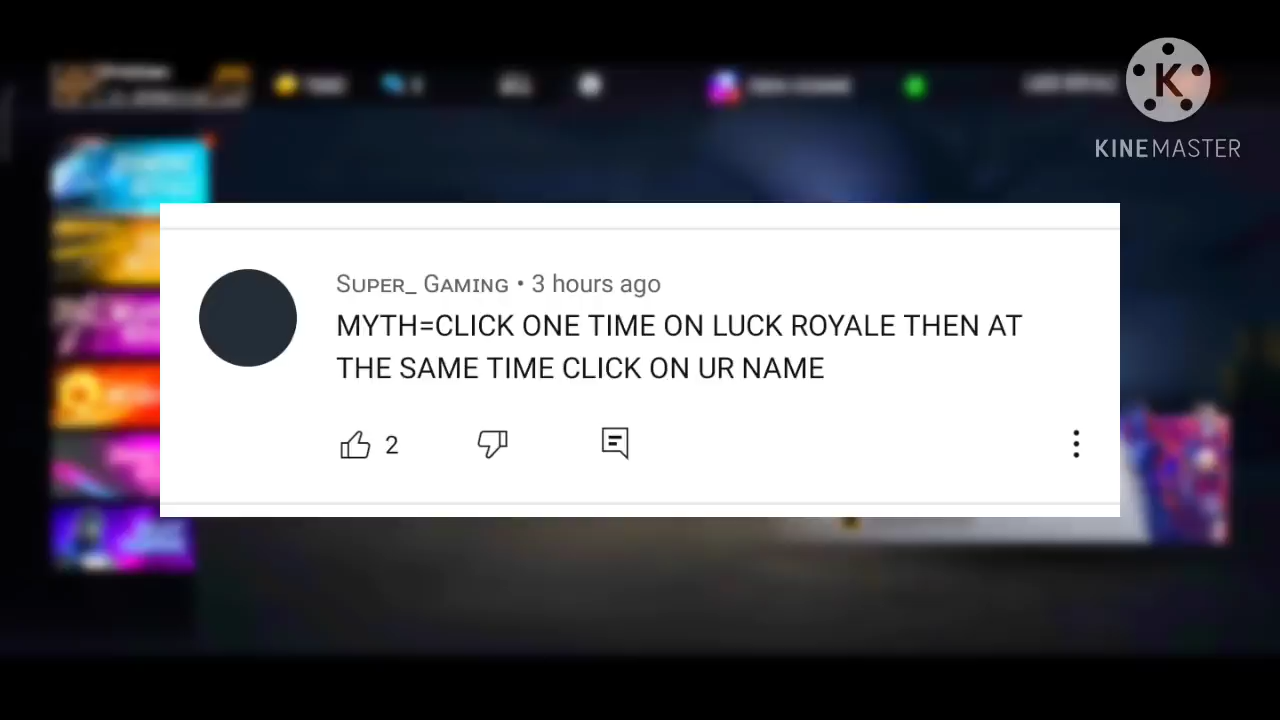 K
KINEMASTER
Super_ Gaming • 3 hours ago
MYTH=CLICK ONE TIME ON LUCK ROYALE THEN AT
THE SAME TIME CLICK ON UR NAME
2